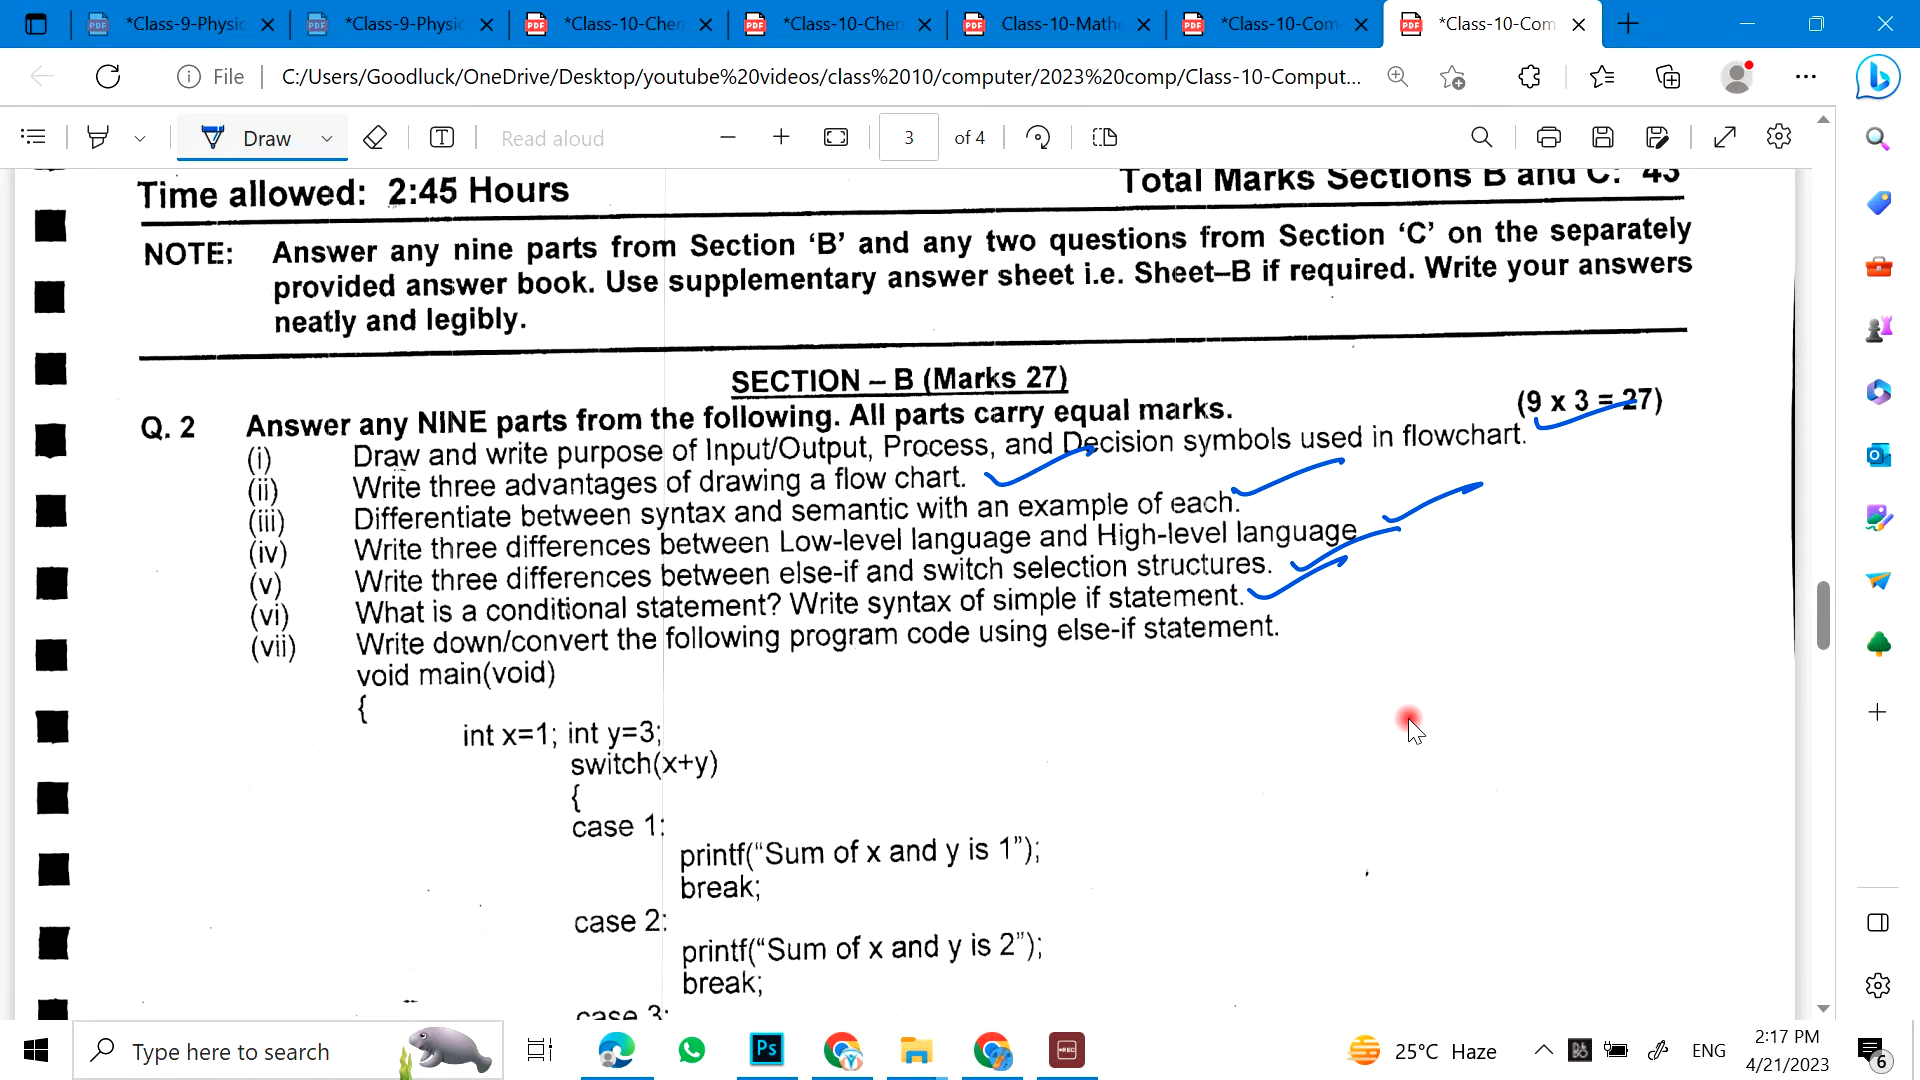 *Class-9-Physic
*Class-9-Physic
*Class-10-Chen
*Class-10-Chen
Class-10-Mathe
*Class-10-Com
*Class-10-Com
File
C:/Users/Goodluck/OneDrive/Desktop/youtube%20videos/class%2010/computer/2023%20comp/Class-10-Comput...
Draw
Read aloud
3
of 4
Time allowed: 2:45 Hours
Total Marks Sections B and C: 43
NOTE: Answer any nine parts from Section 'B' and any two questions from Section 'C' on the separately
provided answer book. Use supplementary answer sheet i.e. Sheet–B if required. Write your answers
neatly and legibly.
SECTION – B (Marks 27)
Q. 2 Answer any NINE parts from the following. All parts carry equal marks. (9 x 3 = 27)
(i) Draw and write purpose of Input/Output, Process, and Decision symbols used in flowchart.
(ii) Write three advantages of drawing a flow chart.
(iii) Differentiate between syntax and semantic with an example of each.
(iv) Write three differences between Low-level language and High-level language
(v) Write three differences between else-if and switch selection structures.
(vi) What is a conditional statement? Write syntax of simple if statement.
(vii) Write down/convert the following program code using else-if statement.
void main(void)
{
int x=1; int y=3;
switch(x+y)
{
case 1:
printf("Sum of x and y is 1");
break;
case 2:
printf("Sum of x and y is 2");
break;
case 3:
Type here to search
Ps
REC
25°C Haze
ENG
2:17 PM
4/21/2023
6